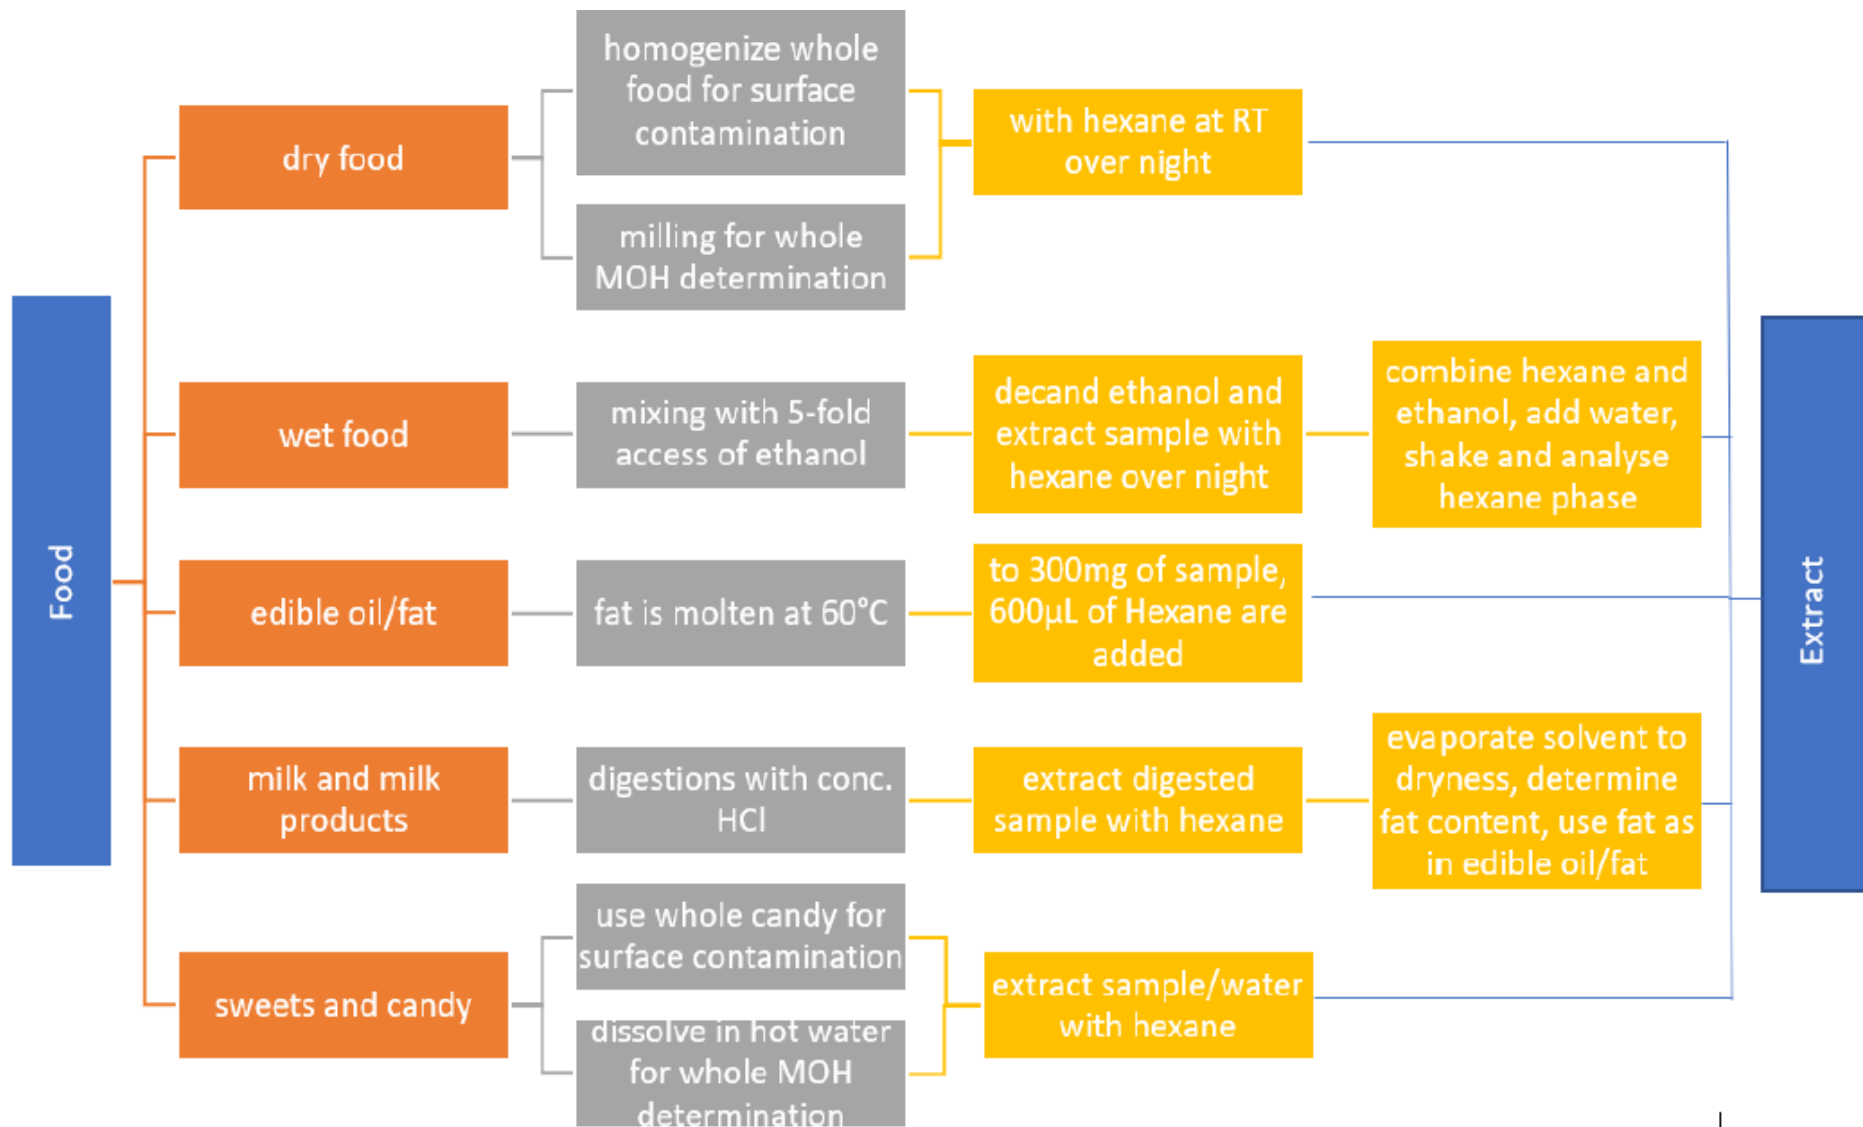 Food
dry food
homogenize whole
food for surface
contamination
milling for whole
MOH determination
with hexane at RT
over night
wet food
mixing with 5-fold
access of ethanol
decand ethanol and
extract sample with
hexane over night
combine hexane and
ethanol, add water,
shake and analyse
hexane phase
edible oil/fat
fat is molten at 60°C
to 300mg of sample,
600µL of Hexane are
added
milk and milk
products
digestions with conc.
HCl
extract digested
sample with hexane
evaporate solvent to
dryness, determine
fat content, use fat as
in edible oil/fat
sweets and candy
use whole candy for
surface contamination
dissolve in hot water
for whole MOH
determination
extract sample/water
with hexane
Extract